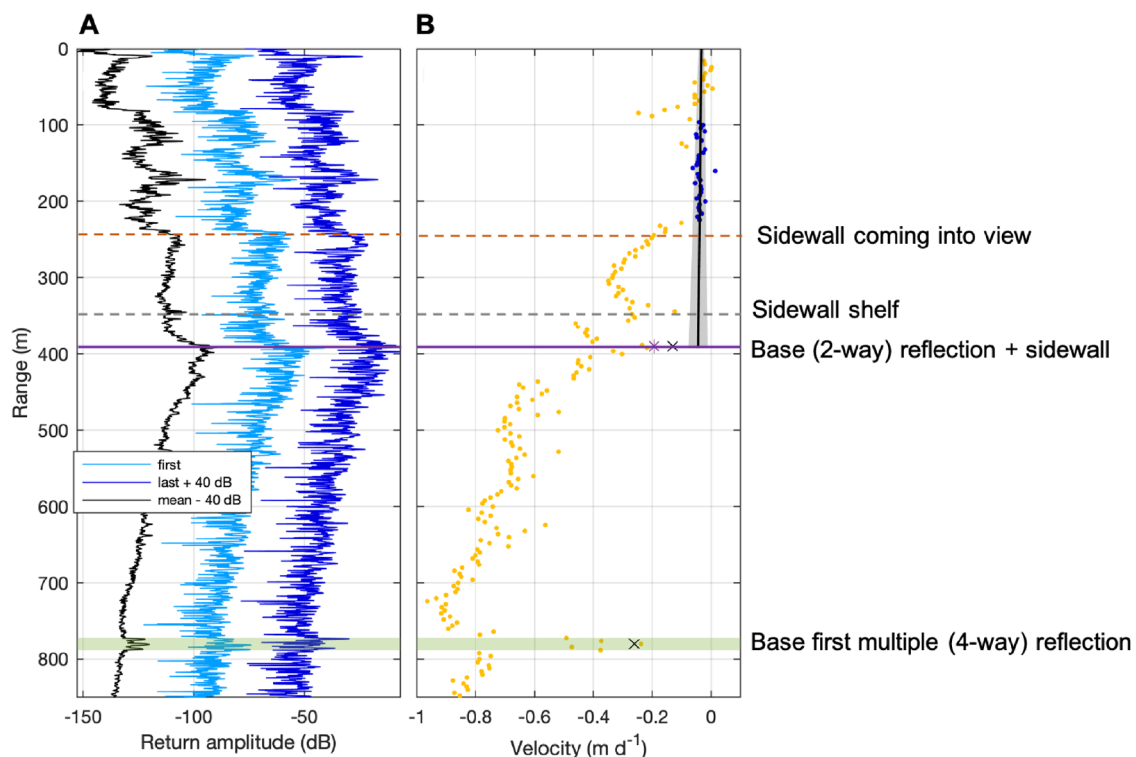 A
B
0
100
200
300
400
500
600
700
800
Range (m)
first
last + 40 dB
mean - 40 dB
-150
-100
-50
Return amplitude (dB)
-1
-0.8
-0.6
-0.4
-0.2
0
Velocity (m d⁻¹)
Sidewall coming into view
Sidewall shelf
Base (2-way) reflection + sidewall
Base first multiple (4-way) reflection